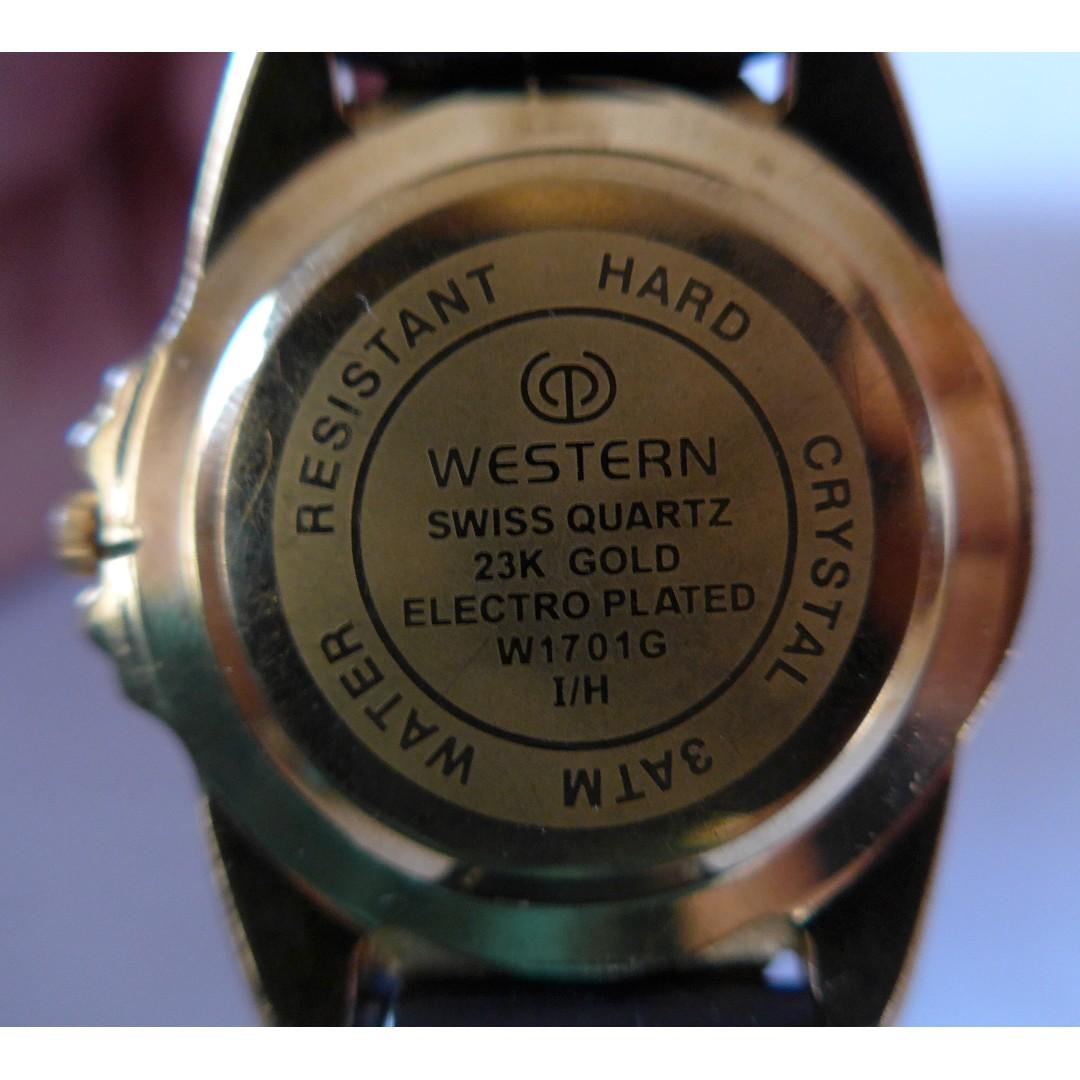 WESTERN
SWISS QUARTZ
23K GOLD
ELECTRO PLATED
W1701G
I/H
WATER RESISTANT HARD CRYSTAL 3ATM